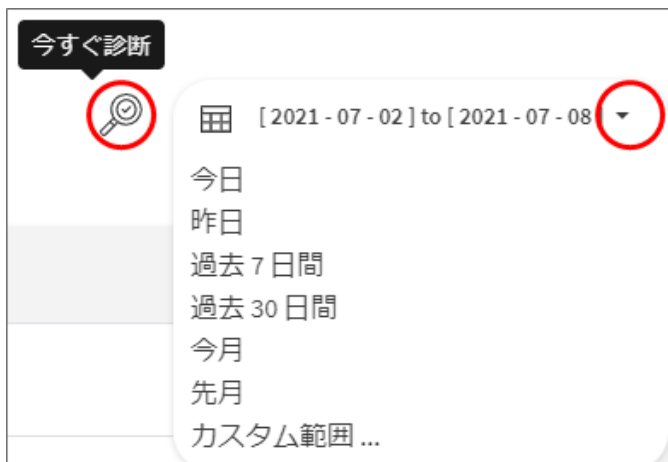 今すぐ診断
[ 2021 - 07 - 02 ] to [ 2021 - 07 - 08 ]
今日
昨日
過去 7 日間
過去 30 日間
今月
先月
カスタム範囲 ...